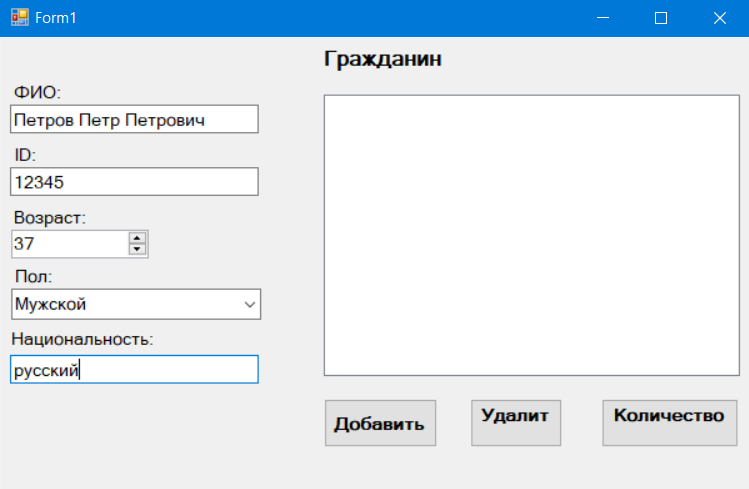 Form1
Гражданин
ФИО:
Петров Петр Петрович
ID:
12345
Возраст:
37
Пол:
Мужской
Национальность:
русский
Добавить
Удалит
Количество